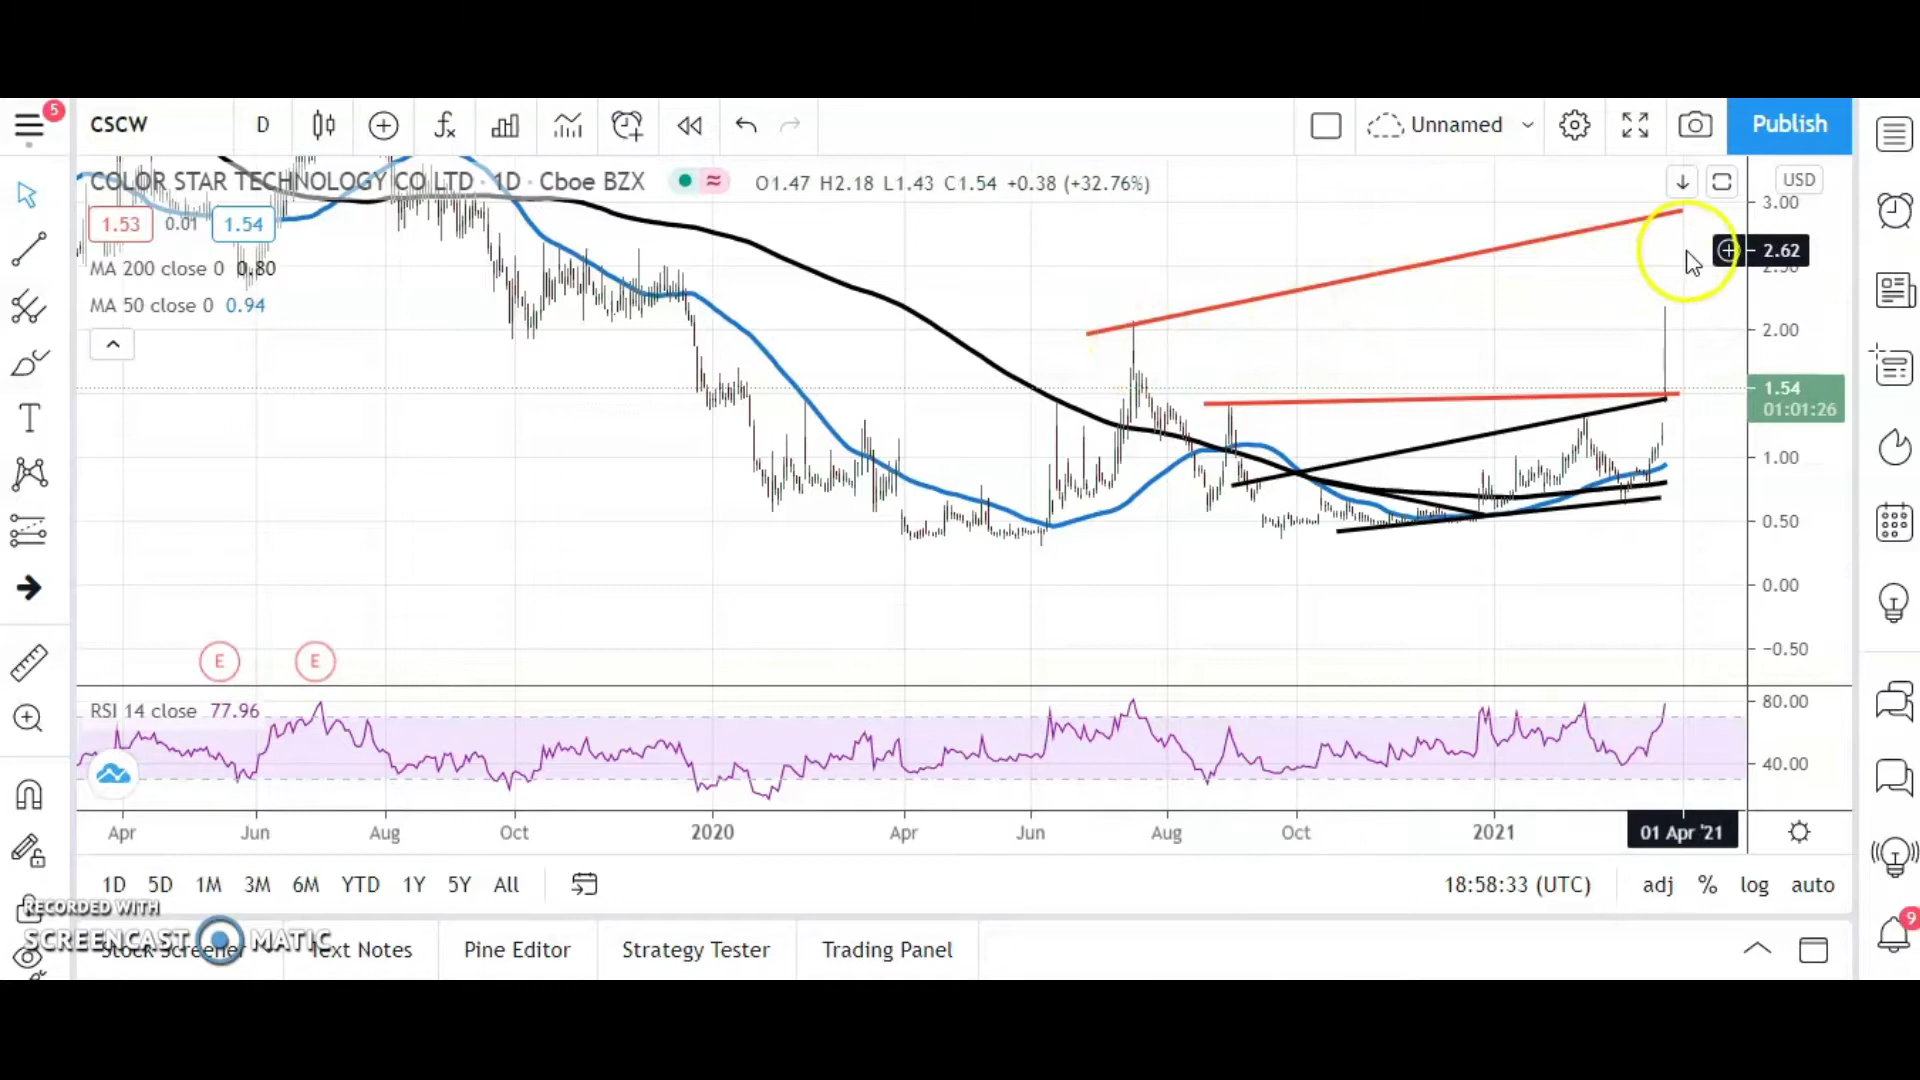 5
CSCW D Unnamed Publish
COLOR STAR TECHNOLOGY CO LTD · 1D · Cboe BZX O1.47 H2.18 L1.43 C1.54 +0.38 (+32.76%) USD
3.00
1.53 0.01 1.54
2.62
MA 200 close 0 0.80
2.50
MA 50 close 0 0.94
2.00
1.54
01:01:26
1.00
0.50
0.00
−0.50
E E
RSI 14 close 77.96
80.00
40.00
Apr Jun Aug Oct 2020 Apr Jun Aug Oct 2021 01 Apr '21
1D 5D 1M 3M 6M YTD 1Y 5Y All 18:58:33 (UTC) adj % log auto
RECORDED WITH
SCREENCAST MATIC
9
Stock Screener Text Notes Pine Editor Strategy Tester Trading Panel